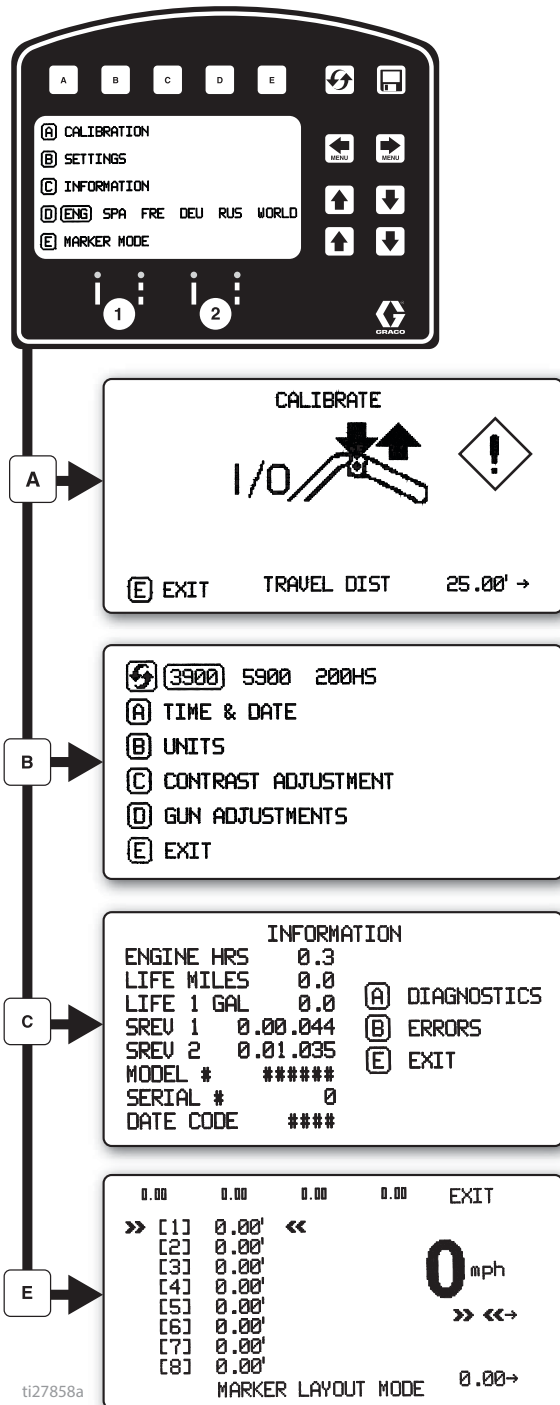 A B C D E
A CALIBRATION
B SETTINGS
C INFORMATION
D ENG SPA FRE DEU RUS WORLD
E MARKER MODE
MENU MENU
1 2
GRACO
A
CALIBRATE
I/O
!
E EXIT TRAVEL DIST 25.00' →
B
3900 5900 200HS
A TIME & DATE
B UNITS
C CONTRAST ADJUSTMENT
D GUN ADJUSTMENTS
E EXIT
C
INFORMATION
ENGINE HRS 0.3
LIFE MILES 0.0
LIFE 1 GAL 0.0
SREV 1 0.00.044
SREV 2 0.01.035
MODEL # ######
SERIAL # 0
DATE CODE ####
A DIAGNOSTICS
B ERRORS
E EXIT
E
0.00 0.00 0.00 0.00 EXIT
>> [1] 0.00' <<
[2] 0.00'
[3] 0.00'
[4] 0.00'
[5] 0.00'
[6] 0.00'
[7] 0.00'
[8] 0.00'
0 mph
>> <<→
MARKER LAYOUT MODE 0.00→
ti27858a